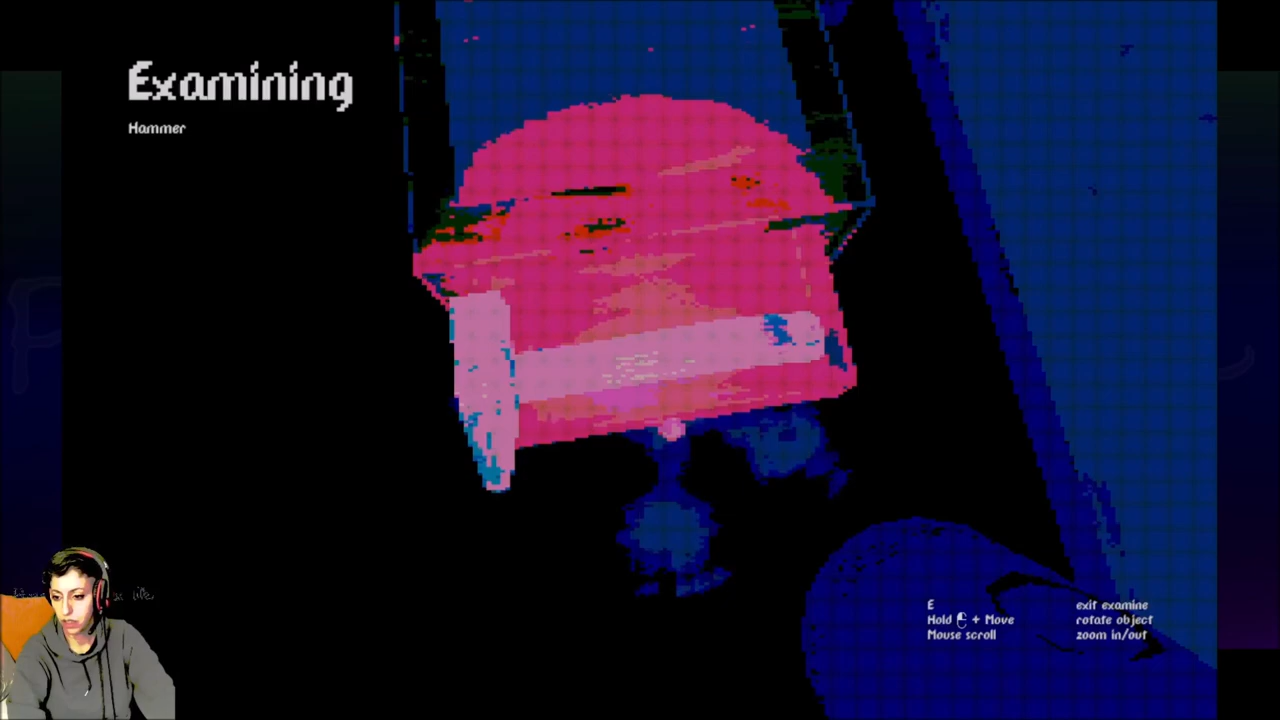 Examining
Hammer
E exit examine
Hold + Move rotate object
Mouse scroll zoom in/out